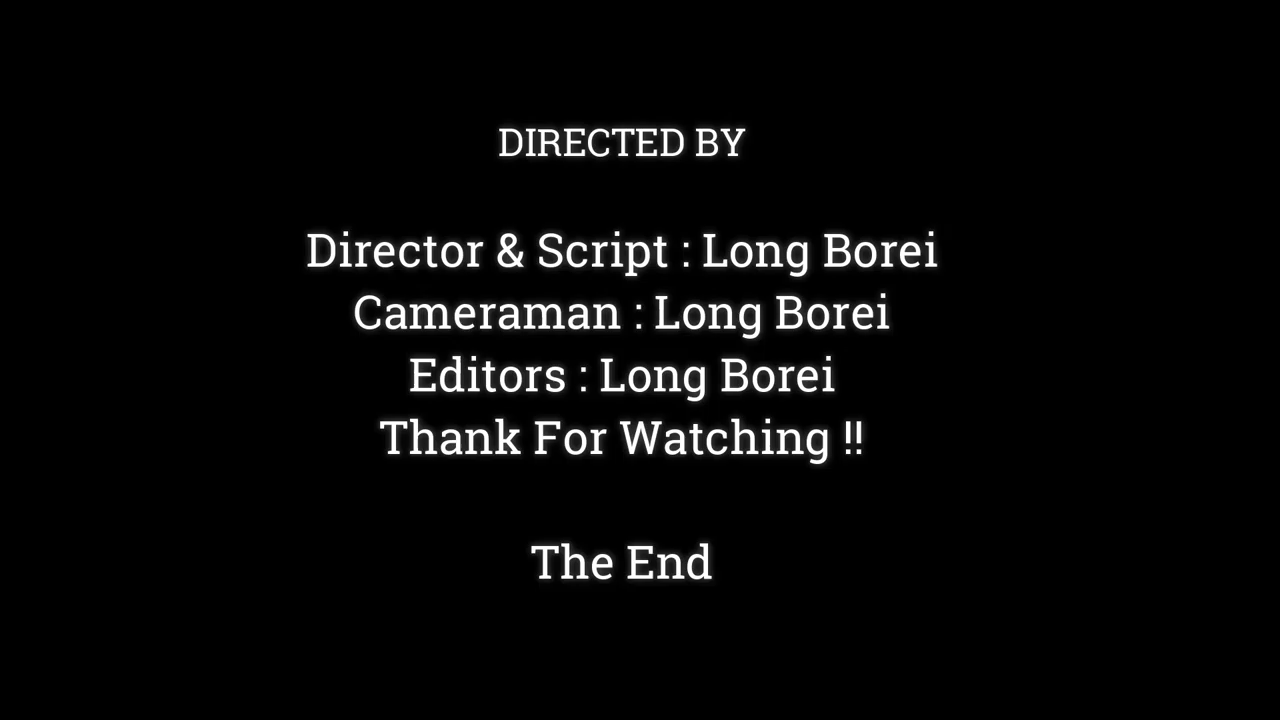 DIRECTED BY
Director & Script : Long Borei
Cameraman : Long Borei
Editors : Long Borei
Thank For Watching !!
The End